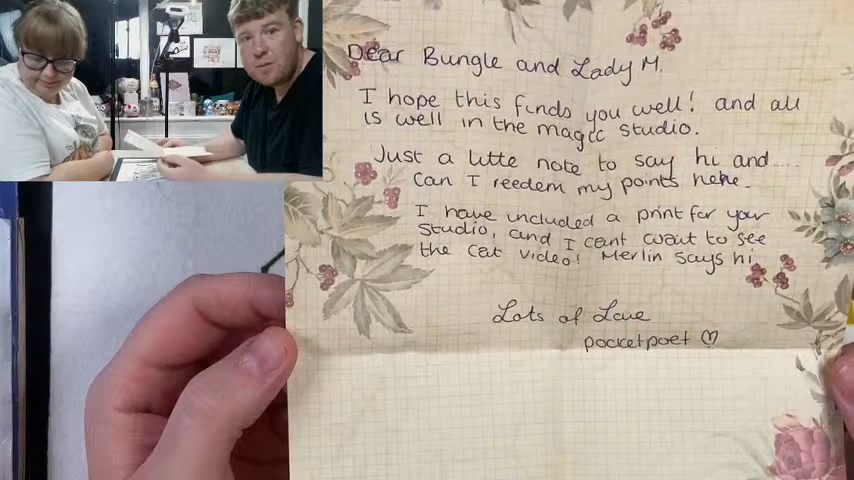 Dear Bungle and Lady M.
I hope this finds you well! and all
is well in the magic studio.
Just a litte note to say hi and....
can I reedem my points here.
I have included a print for your
studio, and I cant wait to see
the cat video! Merlin says hi
Lots of Love
pocketpoet ♡